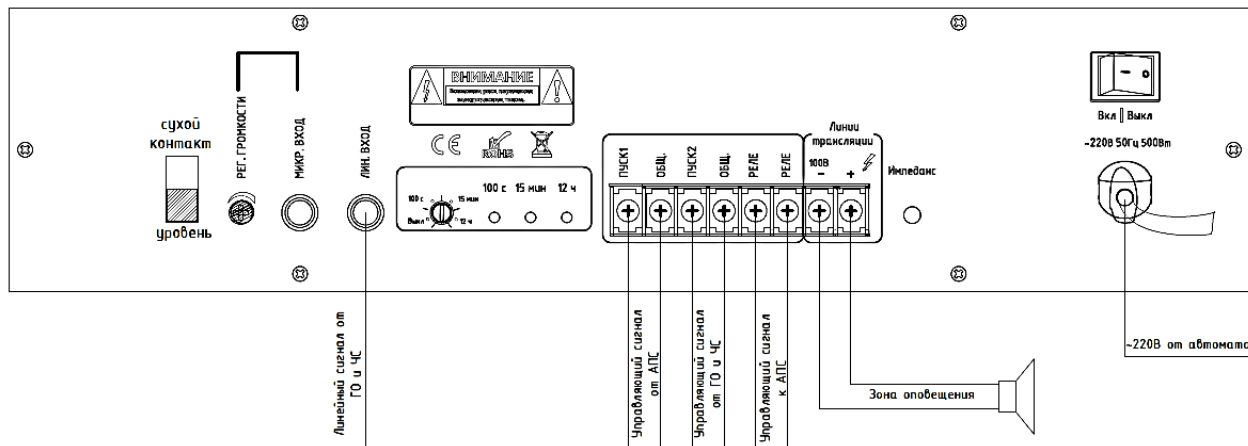 сухой
контакт
уровень
РЕГ. ГРОМКОСТИ
МИКР. ВХОД
ЛИН. ВХОД
ВНИМАНИЕ
CE
ROHS
100 с
15 мин
Выкл
12 ч
100 с 15 мин 12 ч
ПУСК1
ОБЩ.
ПУСК2
ОБЩ.
РЕЛЕ
РЕЛЕ
Линии
трансляции
100В
- +
Импеданс
Вкл Выкл
~220В 50Гц 500Вт
Линейный сигнал от
ГО и ЧС
Управляющий сигнал
от АПС
Управляющий сигнал
от ГО и ЧС
Управляющий сигнал
к АПС
Зона оповещения
~220В от автомата